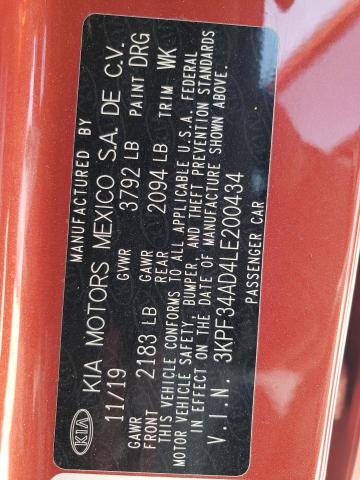 MANUFACTURED BY
KIA KIA MOTORS MEXICO S.A. DE C.V.
11/19 GVWR 3792 LB PAINT DRG
GAWR FRONT 2183 LB GAWR REAR 2094 LB TRIM WK
THIS VEHICLE CONFORMS TO ALL APPLICABLE U.S.A. FEDERAL
MOTOR VEHICLE SAFETY, BUMPER, AND THEFT PREVENTION STANDARDS
IN EFFECT ON THE DATE OF MANUFACTURE SHOWN ABOVE.
V.I.N. 3KPF34AD4LE200434
PASSENGER CAR